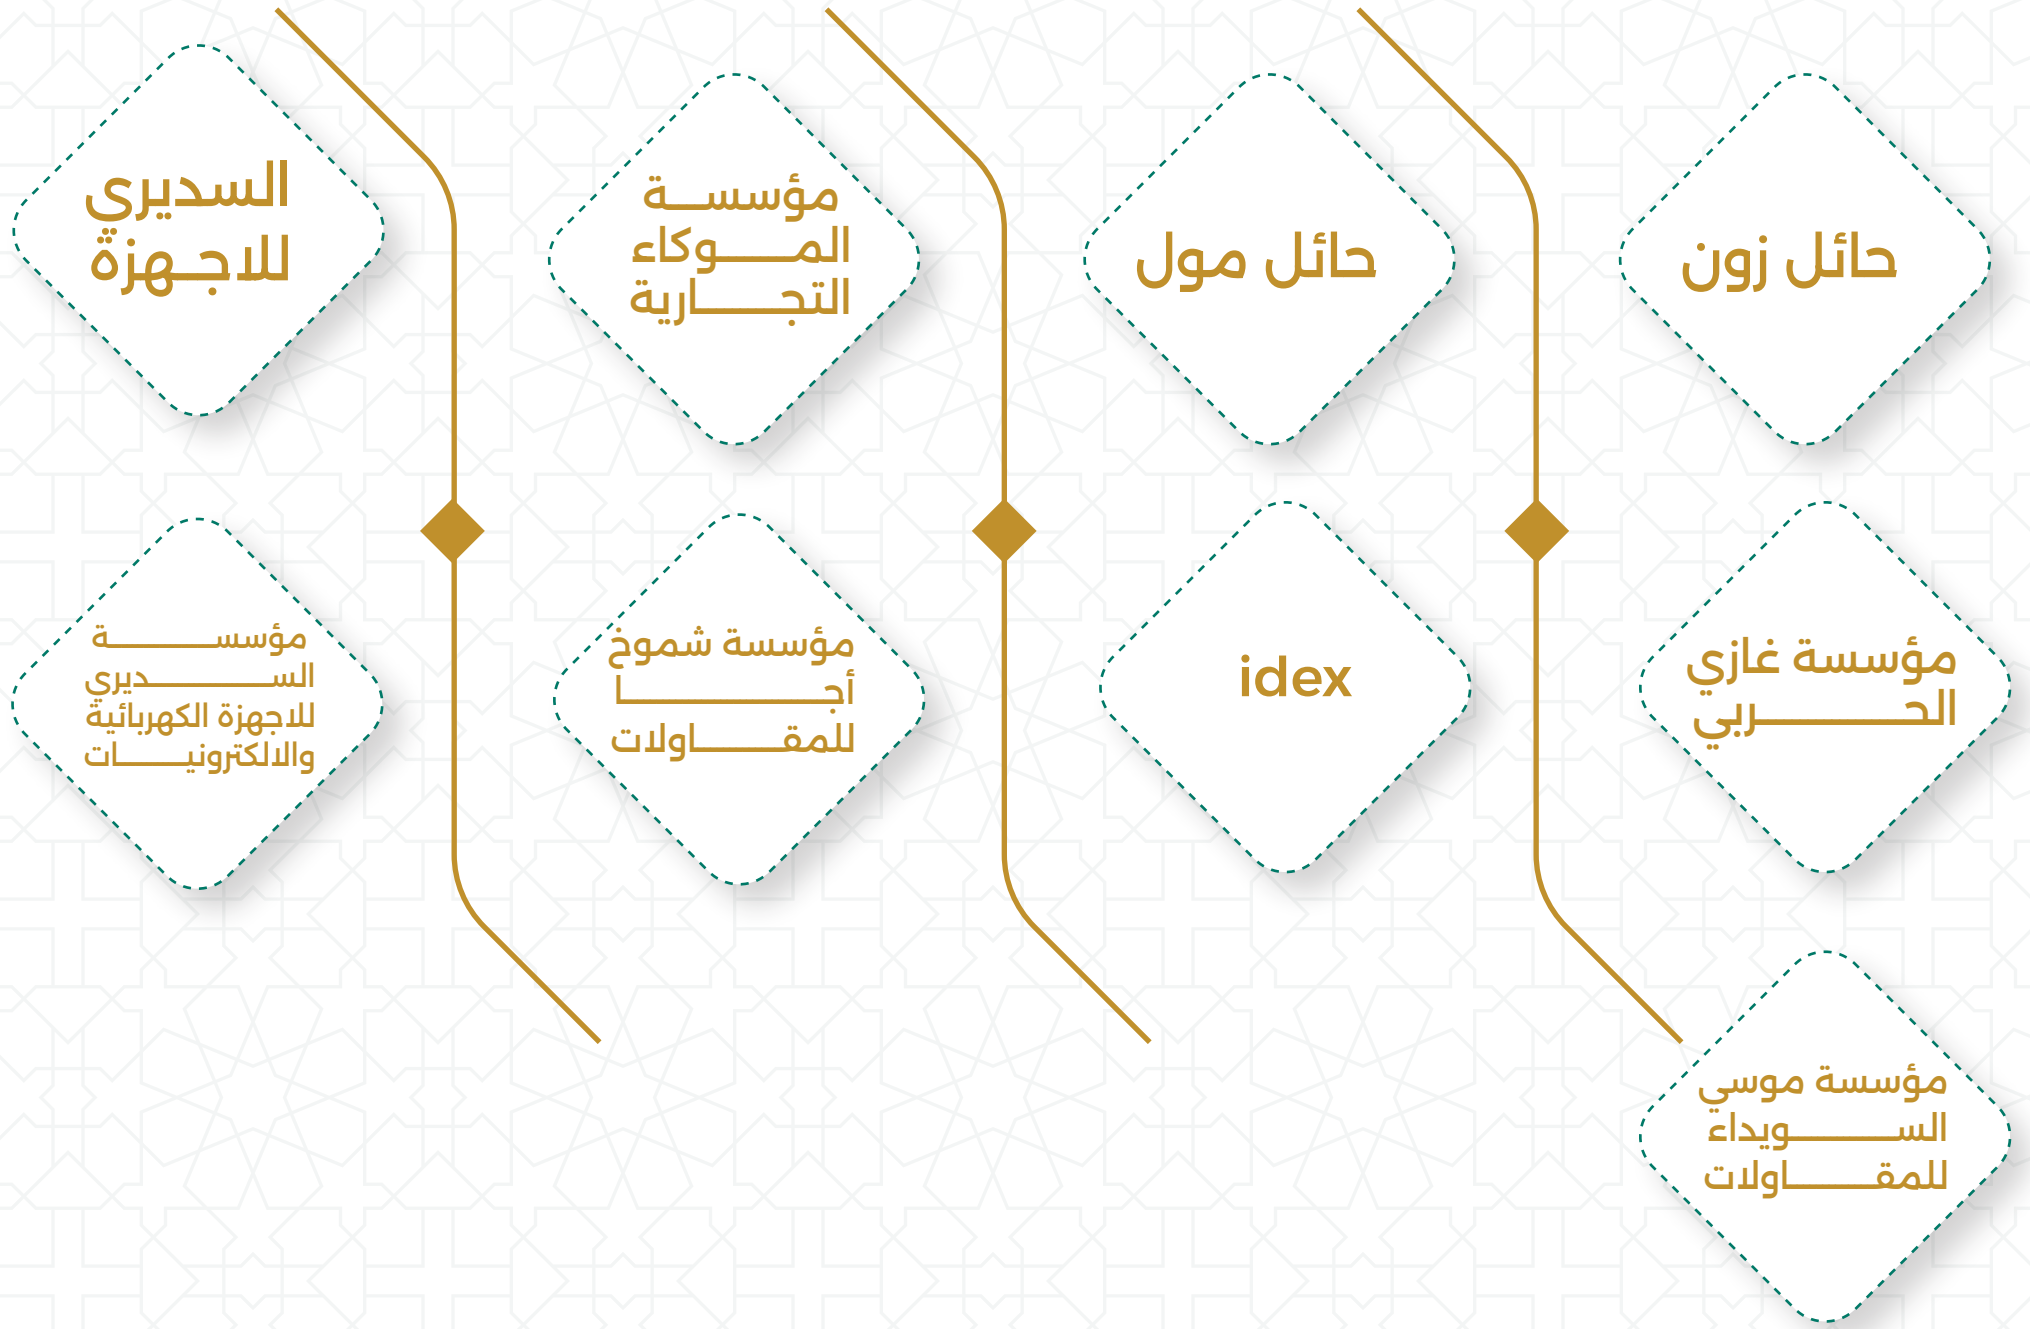 حائل زون
حائل مول
مؤسسة
الموكاء
التجارية
السديري
للاجهزة
مؤسسة غازي
الحربي
idex
مؤسسة شموخ
أجا
للمقاولات
مؤسسة
السديري
للاجهزة الكهربائية
والالكترونيات
مؤسسة موسى
السويداء
للمقاولات